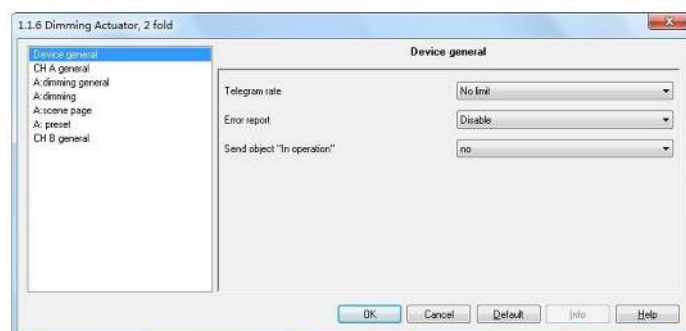 1.1.6 Dimming Actuator, 2 fold
Device general
CH A general
A:dimming general
A:dimming
A:scene page
A: preset
CH B general
Device general
Telegram rate
No limit
Error report
Disable
Send object "In operation"
no
OK
Cancel
Default
Info
Help